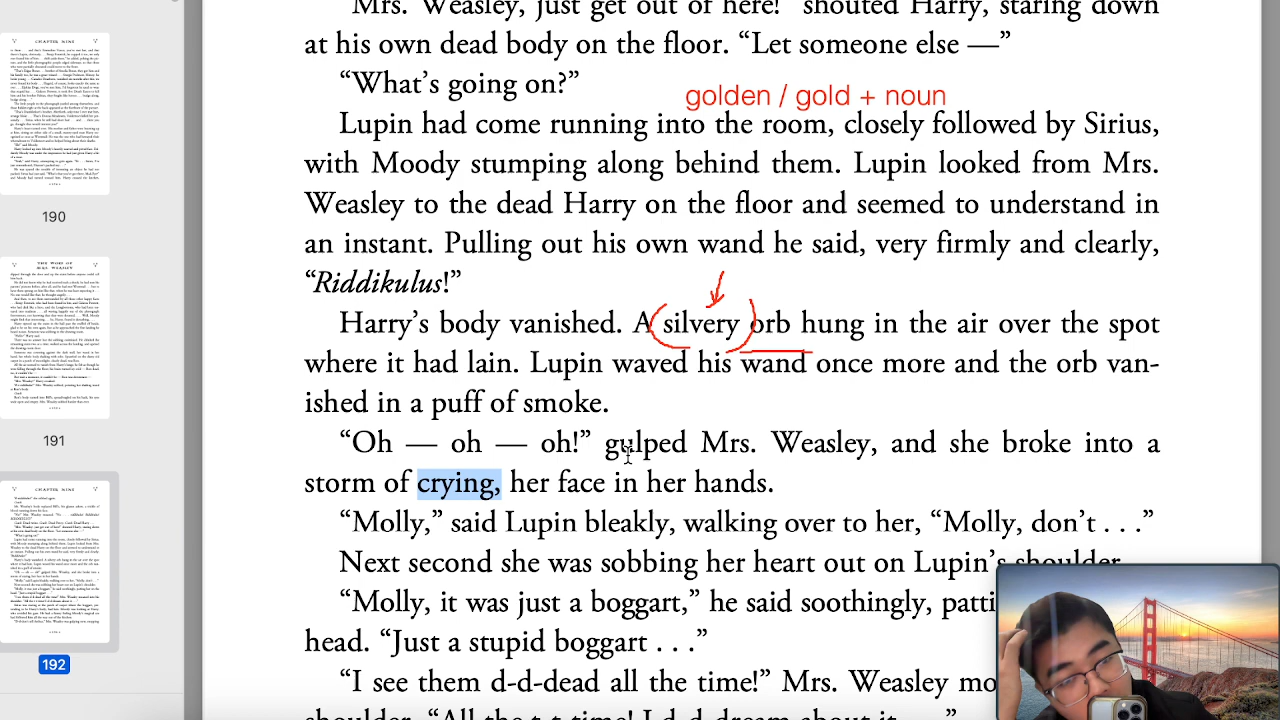 190
191
192
"Mrs. Weasley, just get out of here!" shouted Harry, staring down
at his own dead body on the floor. “Let someone else —”
“What’s going on?”
golden / gold + noun
Lupin had come running into the room, closely followed by Sirius,
with Moody stumping along behind them. Lupin looked from Mrs.
Weasley to the dead Harry on the floor and seemed to understand in
an instant. Pulling out his own wand he said, very firmly and clearly,
“Riddikulus!”
Harry’s body vanished. A silvery orb hung in the air over the spot
where it had lain. Lupin waved his wand once more and the orb van-
ished in a puff of smoke.
“Oh — oh — oh!” gulped Mrs. Weasley, and she broke into a
storm of crying, her face in her hands.
“Molly,” said Lupin bleakly, walking over to her, “Molly, don’t . . .”
Next second she was sobbing her heart out on Lupin’s shoulder.
“Molly, it was just a boggart,” he said soothingly,
head. “Just a stupid boggart . . .”
“I see them d-d-dead all the time!” Mrs. Weasley
shoulder. “All the t-t-time! I d-d-dream about it